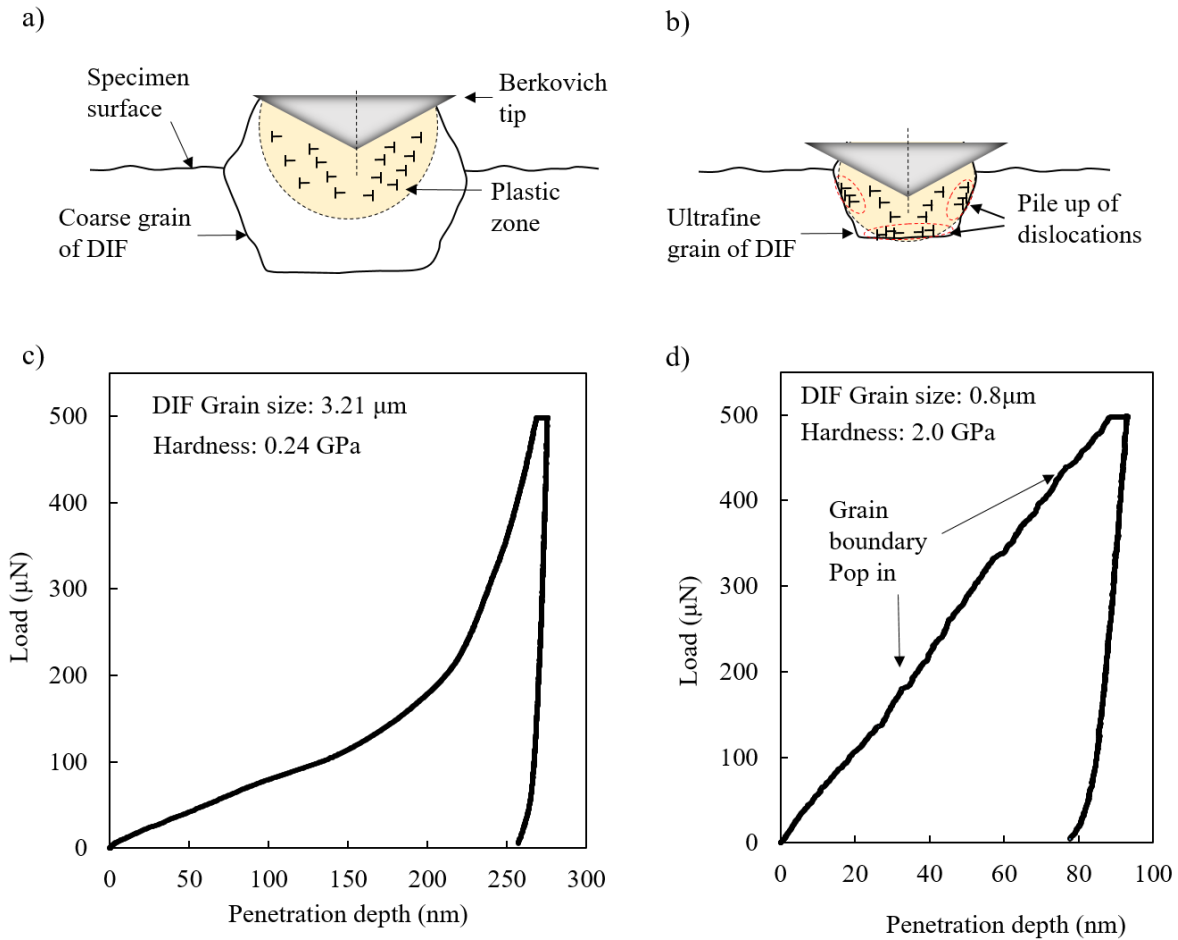 a)
Specimen
surface
Berkovich
tip
Coarse grain
of DIF
Plastic
zone
b)
Ultrafine
grain of DIF
Pile up of
dislocations
c)
DIF Grain size: 3.21 μm
Hardness: 0.24 GPa
Load (μN)
500
400
300
200
100
0
0 50 100 150 200 250 300
Penetration depth (nm)
d)
DIF Grain size: 0.8μm
Hardness: 2.0 GPa
Grain
boundary
Pop in
Load (μN)
500
400
300
200
100
0
0 20 40 60 80 100
Penetration depth (nm)